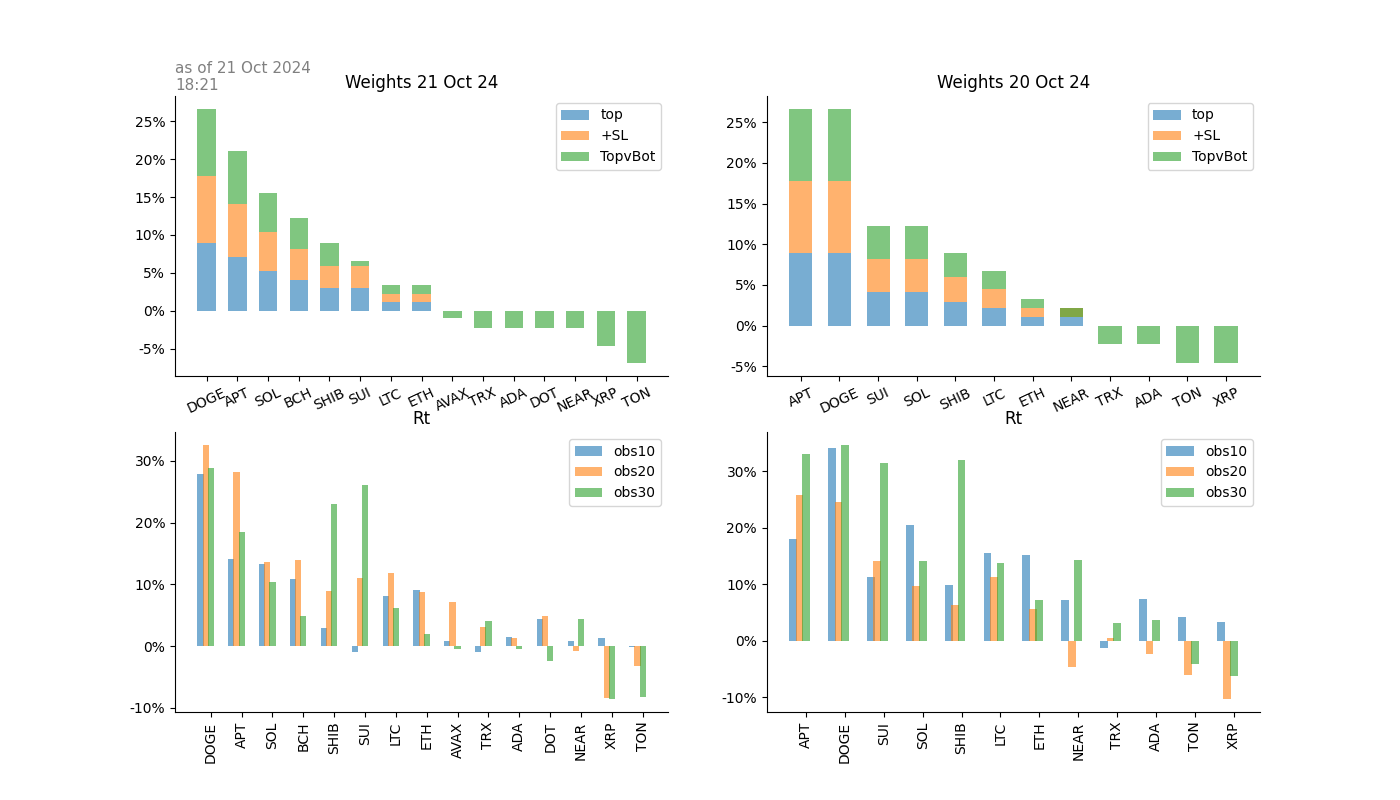 as of 21 Oct 2024
18:21
Weights 21 Oct 24
top
+SL
TopvBot
25%
20%
15%
10%
5%
0%
-5%
DOGE APT SOL BCH SHIB SUI LTC ETH AVAX TRX ADA DOT NEAR XRP TON
Weights 20 Oct 24
top
+SL
TopvBot
25%
20%
15%
10%
5%
0%
-5%
APT DOGE SUI SOL SHIB LTC ETH NEAR TRX ADA TON XRP
Rt
obs10
obs20
obs30
30%
20%
10%
0%
-10%
DOGE APT SOL BCH SHIB SUI LTC ETH AVAX TRX ADA DOT NEAR XRP TON
Rt
obs10
obs20
obs30
30%
20%
10%
0%
-10%
APT DOGE SUI SOL SHIB LTC ETH NEAR TRX ADA TON XRP